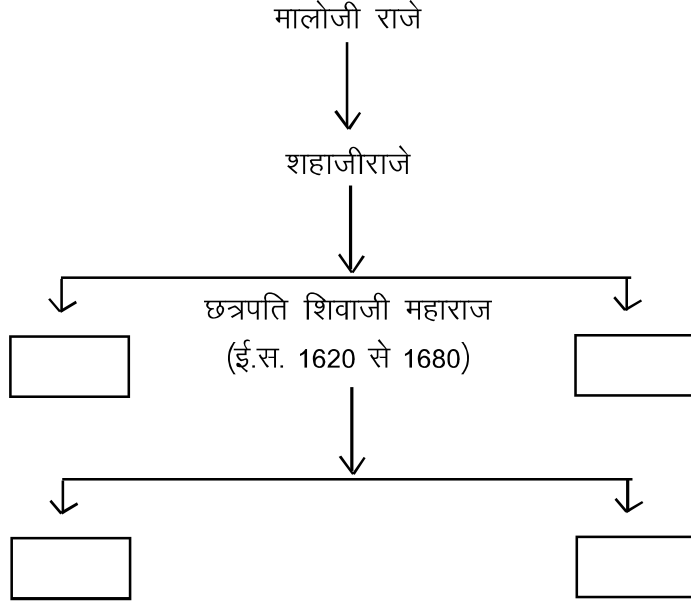 मालोजी राजे
शहाजीराजे
छत्रपति शिवाजी महाराज
(ई.स. 1620 से 1680)